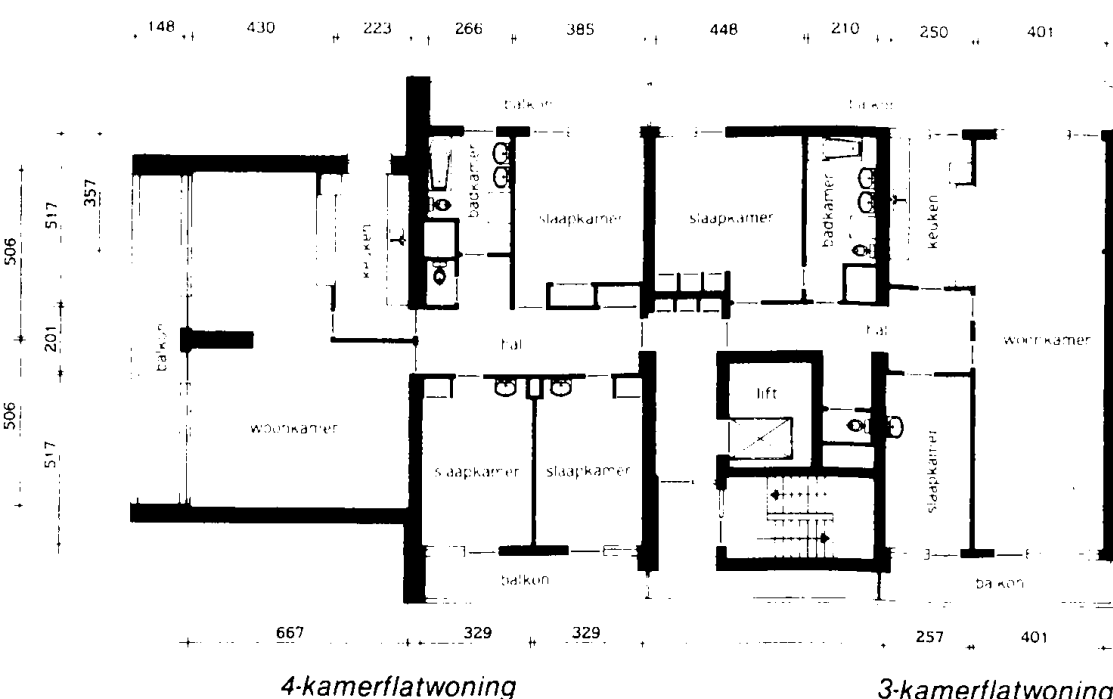 148 430 223 266 385 448 210 250 401
balkon balkon
357
517
506
badkamer
slaapkamer
slaapkamer
badkamer
keuken
keuken
201
balkon
hal
hal
woonkamer
lift
506
517
woonkamer
slaapkamer
slaapkamer
slaapkamer
balkon
balkon
667 329 329 257 401
4-kamerflatwoning 3-kamerflatwoning